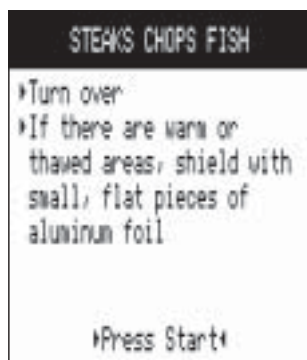 STEAKS CHOPS FISH
▶Turn over
▶If there are warm or
thawed areas, shield with
small, flat pieces of
aluminum foil
▶Press Start◀